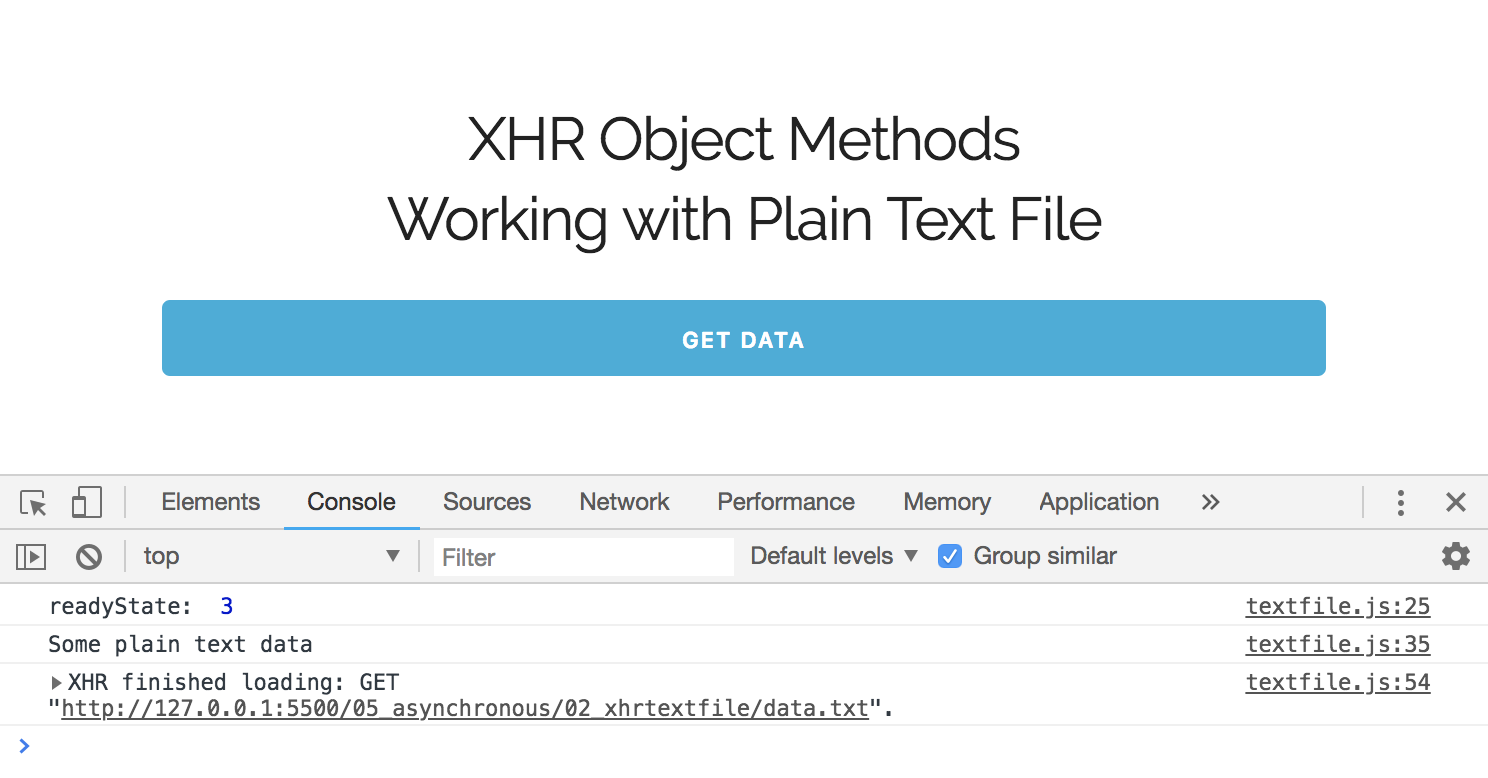 XHR Object Methods
Working with Plain Text File
GET DATA
Elements Console Sources Network Performance Memory Application
top Filter Default levels Group similar
readyState: 3 textfile.js:25
Some plain text data textfile.js:35
XHR finished loading: GET textfile.js:54
"http://127.0.0.1:5500/05_asynchronous/02_xhrtextfile/data.txt".